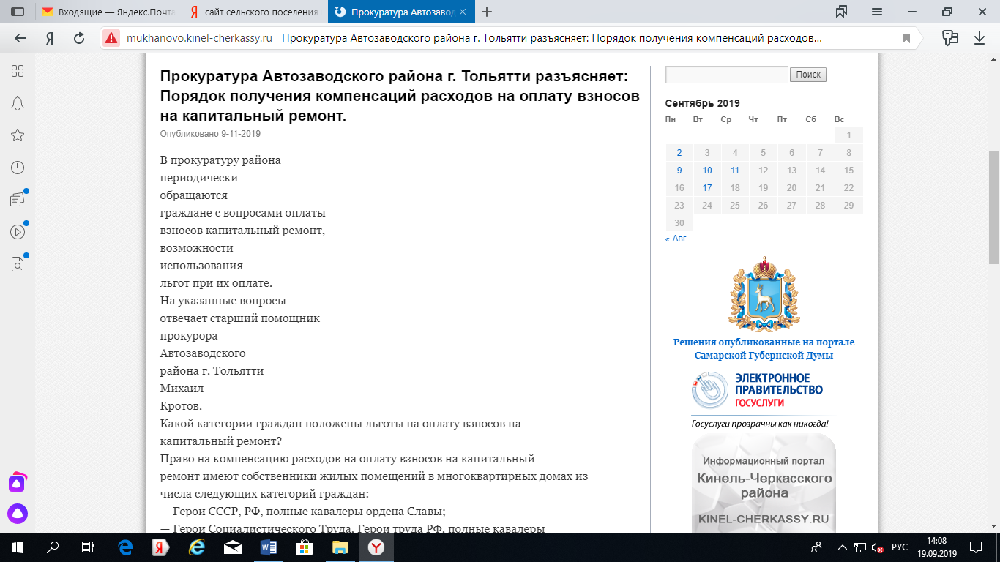 Входящие — Яндекс.Почта
сайт сельского поселения
Прокуратура Автозавод
mukhanovo.kinel-cherkassy.ru Прокуратура Автозаводского района г. Тольятти разъясняет: Порядок получения компенсаций расходов...
Прокуратура Автозаводского района г. Тольятти разъясняет:
Порядок получения компенсаций расходов на оплату взносов
на капитальный ремонт.
Опубликовано 9-11-2019
В прокуратуру района
периодически
обращаются
граждане с вопросами оплаты
взносов капитальный ремонт,
возможности
использования
льгот при их оплате.
На указанные вопросы
отвечает старший помощник
прокурора
Автозаводского
района г. Тольятти
Михаил
Кротов.
Какой категории граждан положены льготы на оплату взносов на
капитальный ремонт?
Право на компенсацию расходов на оплату взносов на капитальный
ремонт имеют собственники жилых помещений в многоквартирных домах из
числа следующих категорий граждан:
— Герои СССР, РФ, полные кавалеры ордена Славы;
— Герои Социалистического Труда, Герои труда РФ, полные кавалеры
Поиск
Сентябрь 2019
Пн Вт Ср Чт Пт Сб Вс
1
2 3 4 5 6 7 8
9 10 11 12 13 14 15
16 17 18 19 20 21 22
23 24 25 26 27 28 29
30
« Авг
Решения опубликованные на портале
Самарской Губернской Думы
ЭЛЕКТРОННОЕ
ПРАВИТЕЛЬСТВО
ГОСУСЛУГИ
Госуслуги прозрачны как никогда!
Информационный портал
Кинель-Черкасского
района
KINEL-CHERKASSY.RU
РУС
14:08
19.09.2019